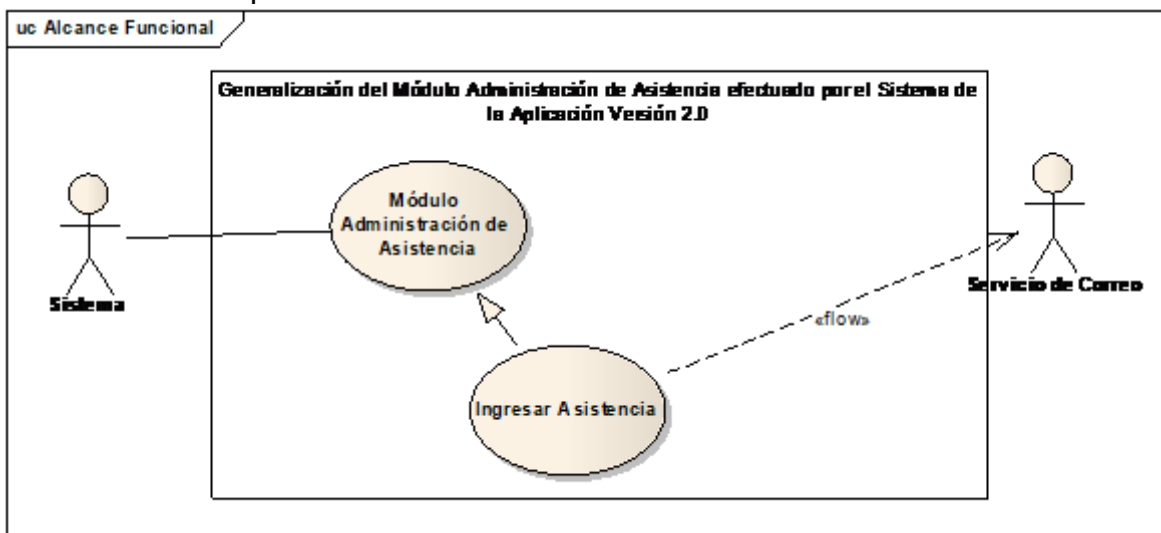 uc Alcance Funcional
Generalización del Módulo Administración de Asistencia efectuado por el Sistema de
la Aplicación Versión 2.0
Módulo
Administración de
Asistencia
Sistema
Servicio de Correo
«flow»
Ingresar Asistencia